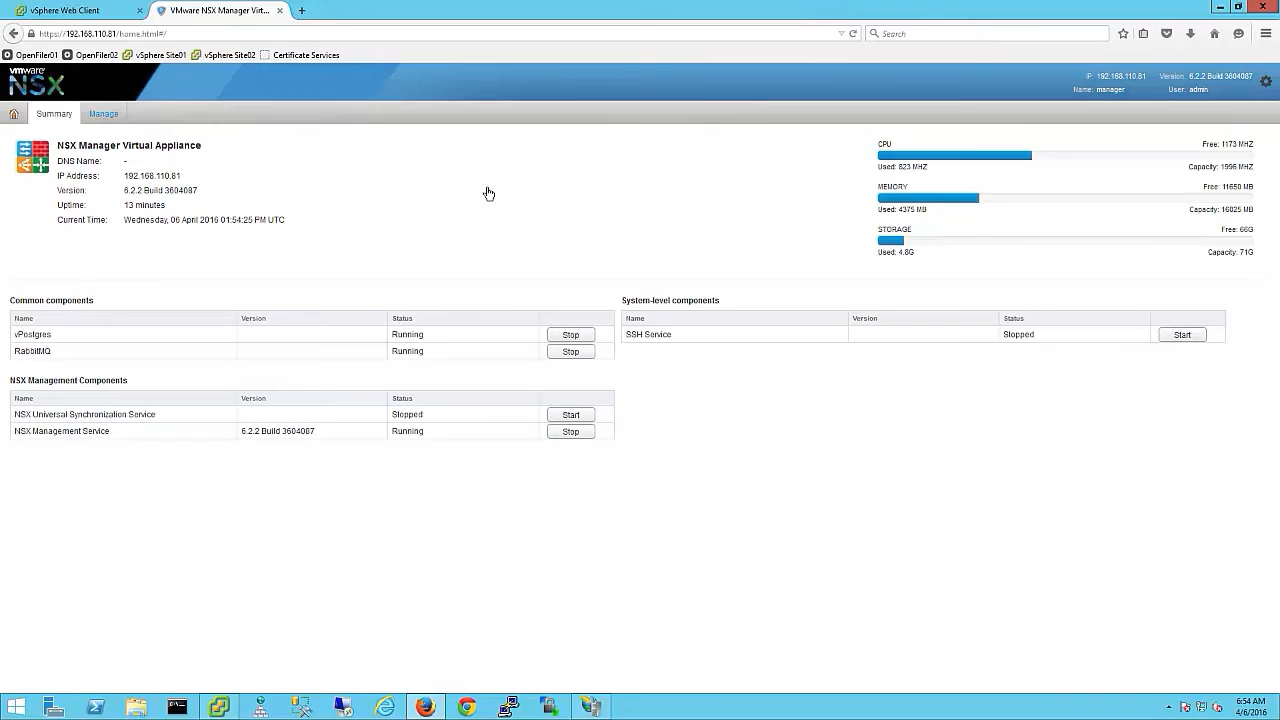 vSphere Web Client
VMware NSX Manager Virt...
https://192.168.110.81/home.html#/
Search
OpenFiler01
OpenFiler02
vSphere Site01
vSphere Site02
Certificate Services
vmware
NSX
IP: 192.168.110.81
Version: 6.2.2 Build 3604087
Name: manager
User: admin
Summary
Manage
NSX Manager Virtual Appliance
DNS Name: -
IP Address: 192.168.110.81
Version: 6.2.2 Build 3604087
Uptime: 13 minutes
Current Time: Wednesday, 06 April 2016 01:54:25 PM UTC
CPU Free: 1173 MHZ
Used: 823 MHZ Capacity: 1996 MHZ
MEMORY Free: 11650 MB
Used: 4375 MB Capacity: 16025 MB
STORAGE Free: 66G
Used: 4.8G Capacity: 71G
Common components
Name Version Status
vPostgres Running Stop
RabbitMQ Running Stop
System-level components
Name Version Status
SSH Service Stopped Start
NSX Management Components
Name Version Status
NSX Universal Synchronization Service Stopped Start
NSX Management Service 6.2.2 Build 3604087 Running Stop
6:54 AM
4/6/2016